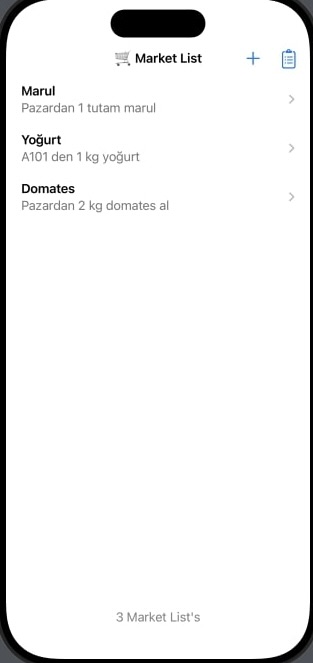 Market List
Marul
Pazardan 1 tutam marul
Yoğurt
A101 den 1 kg yoğurt
Domates
Pazardan 2 kg domates al
3 Market List's